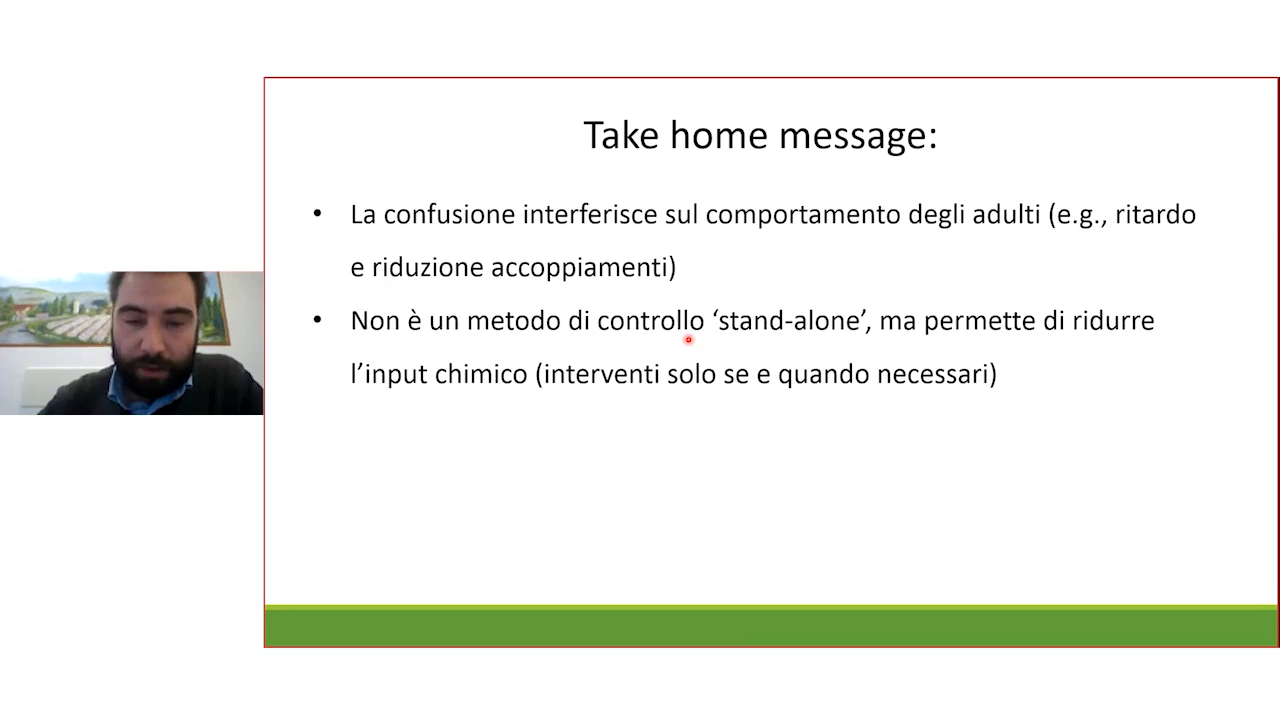 Take home message:
• La confusione interferisce sul comportamento degli adulti (e.g., ritardo
e riduzione accoppiamenti)
• Non è un metodo di controllo ‘stand-alone’, ma permette di ridurre
l’input chimico (interventi solo se e quando necessari)